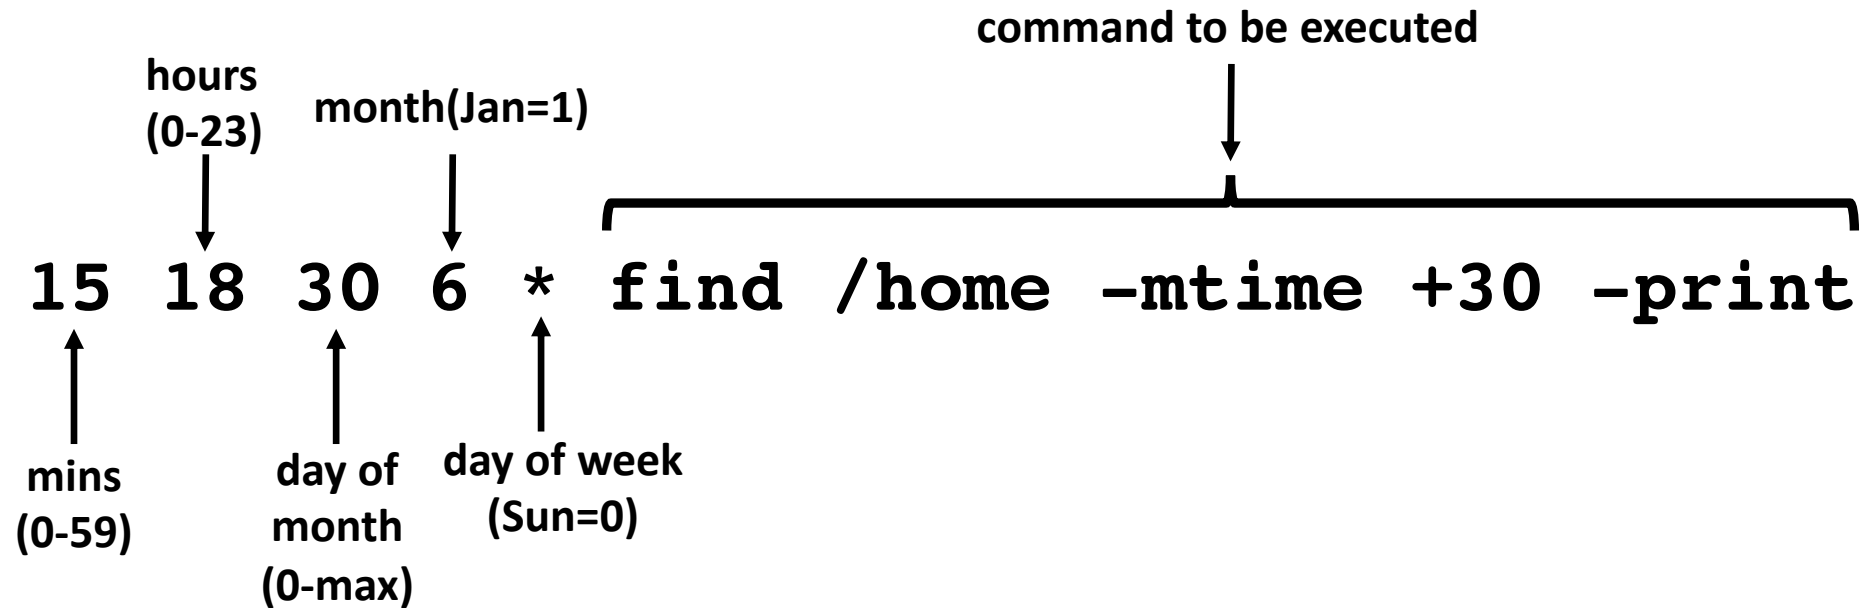 command to be executed
hours
(0-23)
month(Jan=1)
15 18 30 6 * find /home –mtime +30 –print
mins
(0-59)
day of
month
(0-max)
day of week
(Sun=0)